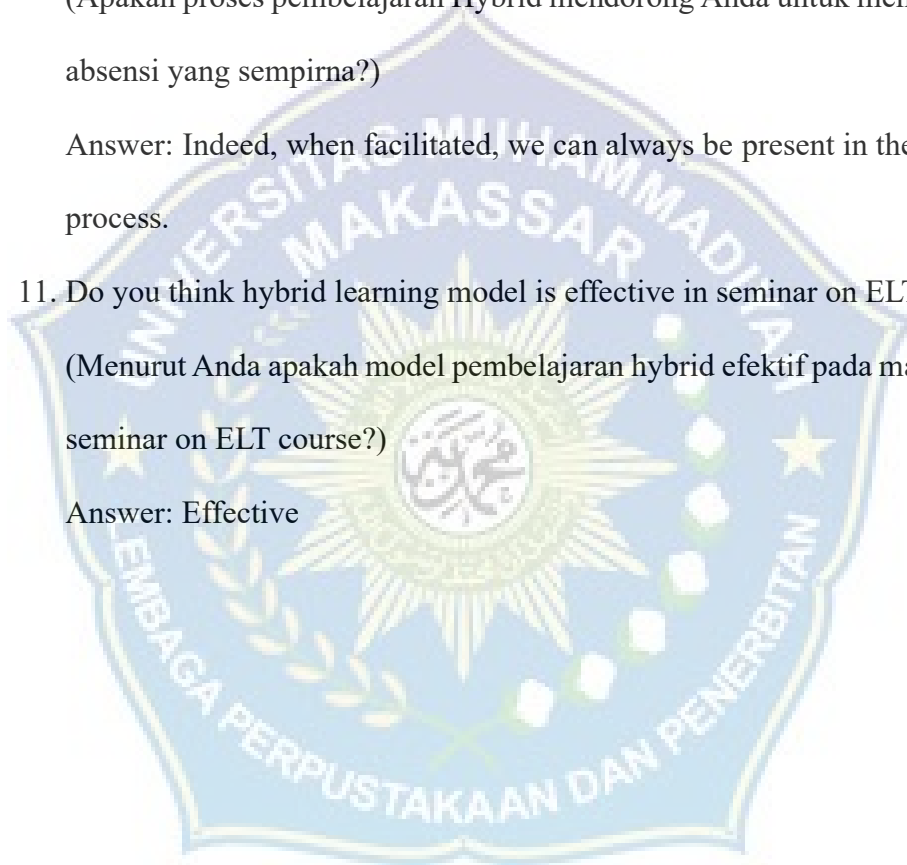 (Apakah proses pembelajaran Hybrid mendorong Anda untuk
absensi yang sempirna?)
Answer: Indeed, when facilitated, we can always be present in the
process.
11. Do you think hybrid learning model is effective in seminar on ELT
(Menurut Anda apakah model pembelajaran hybrid efektif pada
seminar on ELT course?)
Answer: Effective
UNIVERSITAS MUHAMMADIYAH
MAKASSAR
LEMBAGA PERPUSTAKAAN DAN PENERBITAN